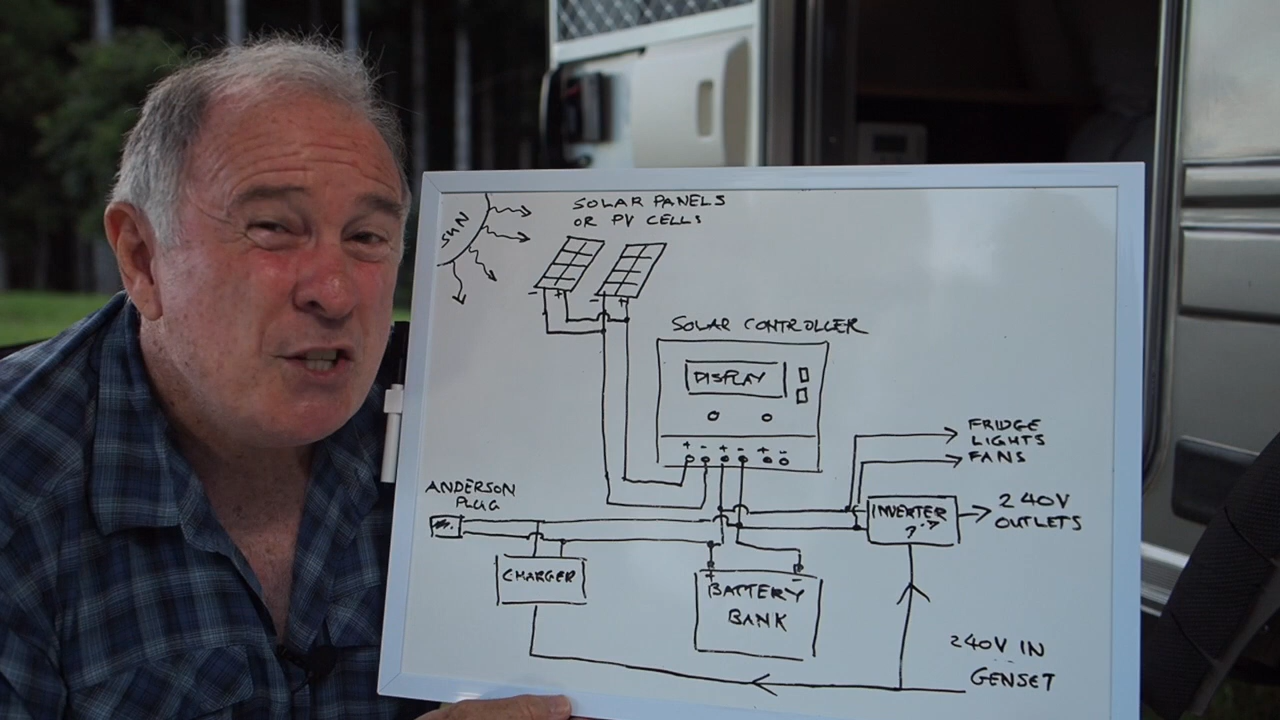 SUN
SOLAR PANELS
OR PV CELLS
- + - +
SOLAR CONTROLLER
DISPLAY
+ - + - + -
FRIDGE
LIGHTS
FANS
ANDERSON
PLUG
INVERTER
240V
OUTLETS
CHARGER
+ -
BATTERY
BANK
240V IN
GENSET